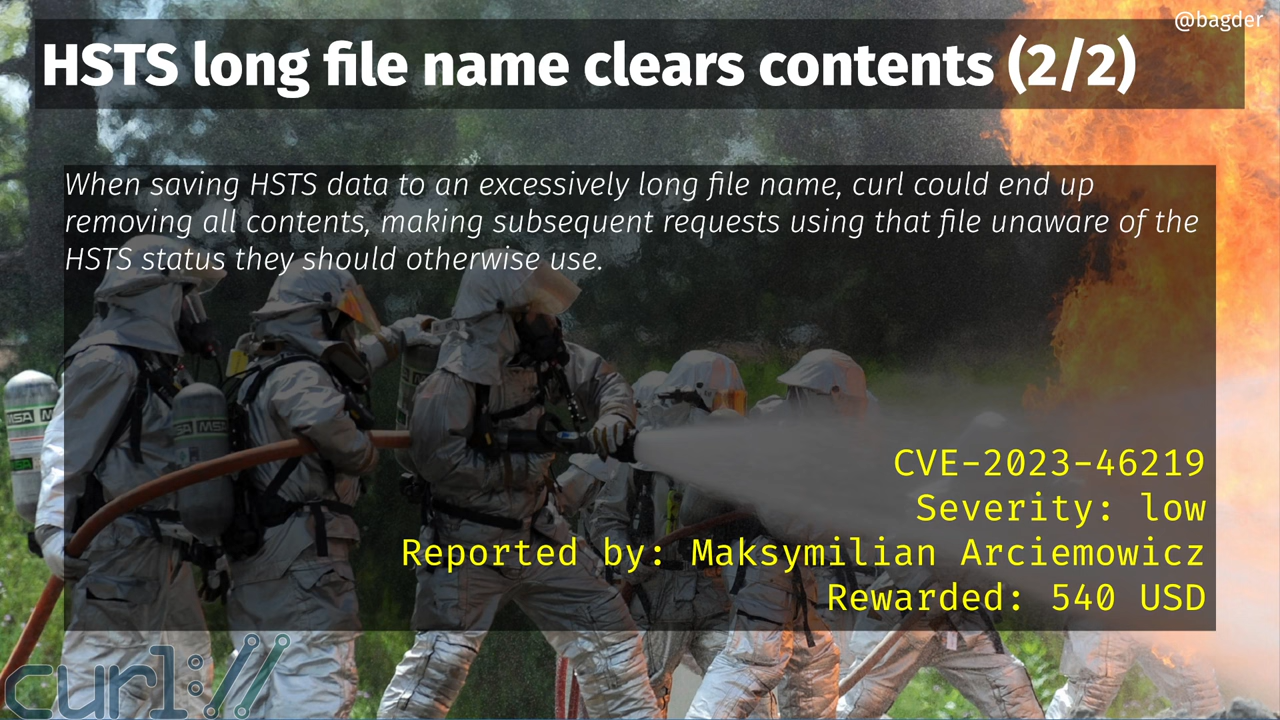 @bagder
HSTS long file name clears contents (2/2)
When saving HSTS data to an excessively long file name, curl could end up
removing all contents, making subsequent requests using that file unaware of the
HSTS status they should otherwise use.
MSA M
MSA
CVE-2023-46219
Severity: low
Reported by: Maksymilian Arciemowicz
Rewarded: 540 USD
curl://